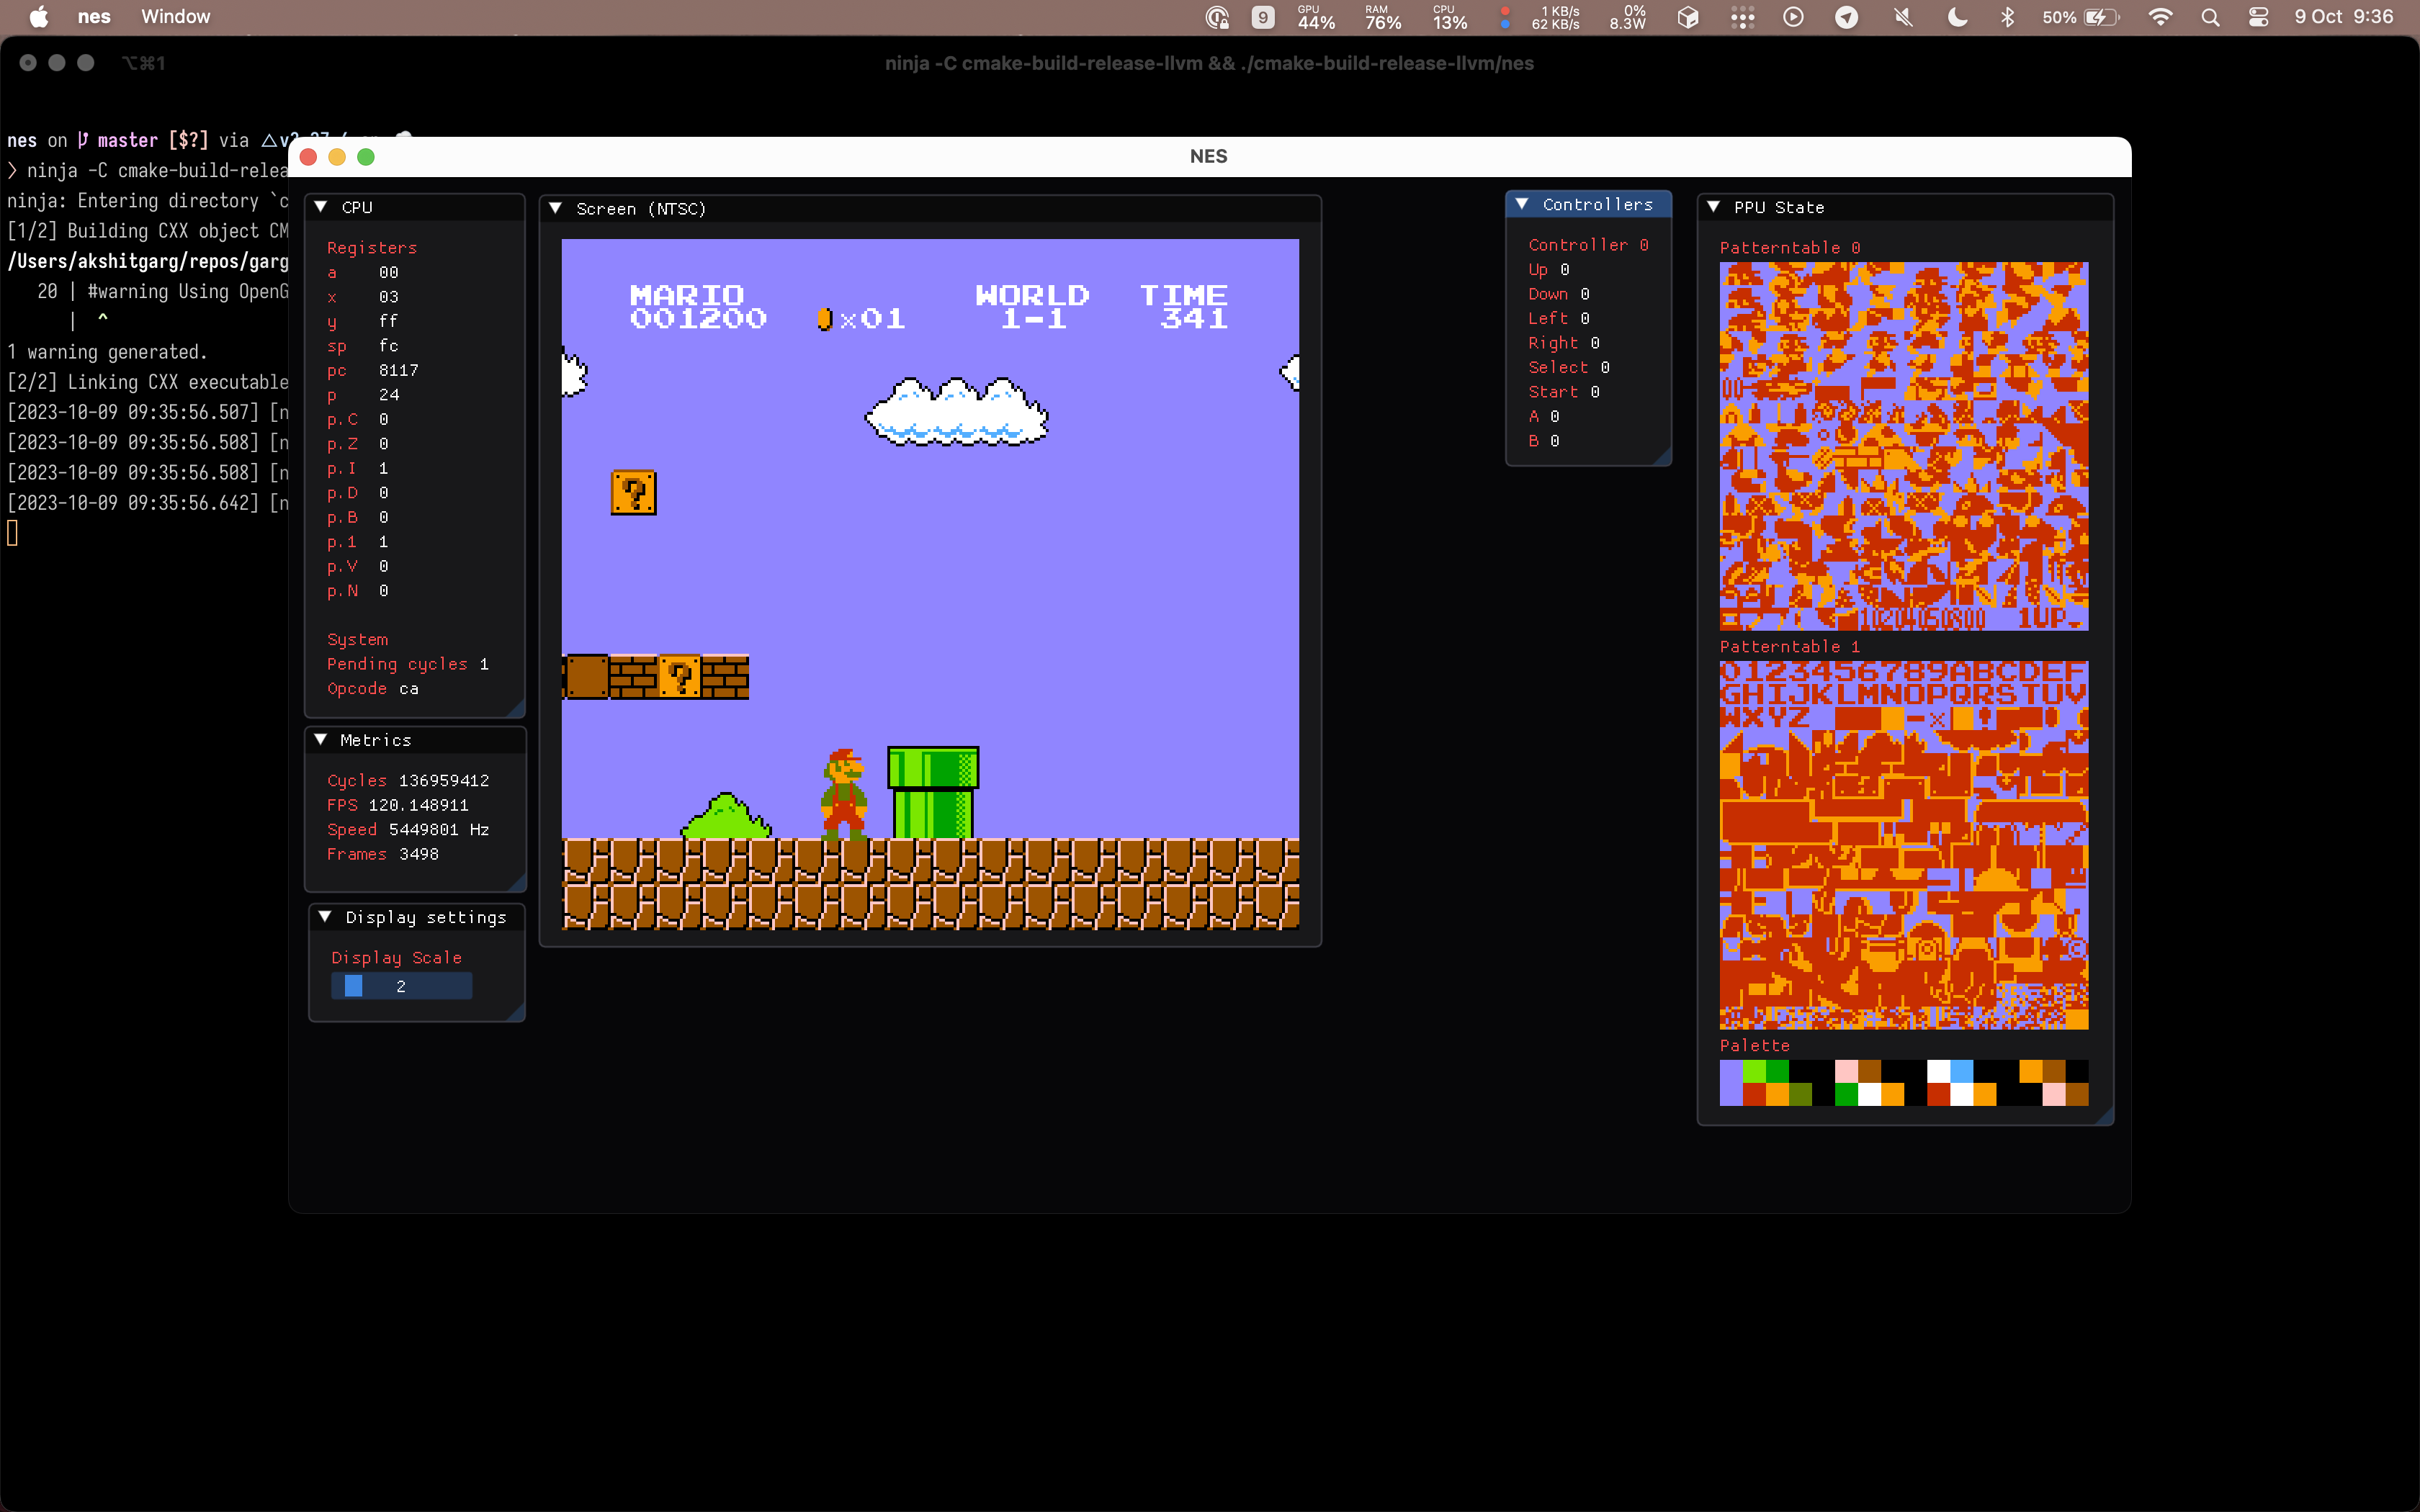 nes Window
9 GPU 44% RAM 76% CPU 13% 1 KB/s 62 KB/s 0% 8.3W 50% 9 Oct 9:36
⌥⌘1 ninja -C cmake-build-release-llvm && ./cmake-build-release-llvm/nes
nes on master [$?] via
❯ ninja -C cmake-build-relea
ninja: Entering directory `c
[1/2] Building CXX object CM
/Users/akshitgarg/repos/garg
20 | #warning Using OpenG
| ^
1 warning generated.
[2/2] Linking CXX executable
[2023-10-09 09:35:56.507] [n
[2023-10-09 09:35:56.508] [n
[2023-10-09 09:35:56.508] [n
[2023-10-09 09:35:56.642] [n
NES
CPU
Registers
a 00
x 03
y ff
sp fc
pc 8117
p 24
p.C 0
p.Z 0
p.I 1
p.D 0
p.B 0
p.1 1
p.V 0
p.N 0
System
Pending cycles 1
Opcode ca
Metrics
Cycles 136959412
FPS 120.148911
Speed 5449801 Hz
Frames 3498
Display settings
Display Scale
2
Screen (NTSC)
MARIO WORLD TIME
001200 ×01 1-1 341
?
?
Controllers
Controller 0
Up 0
Down 0
Left 0
Right 0
Select 0
Start 0
A 0
B 0
PPU State
Patterntable 0
1UP
Patterntable 1
0123456789ABCDEF
GHIJKLMNOPQRSTUV
WXYZ - × !
Palette